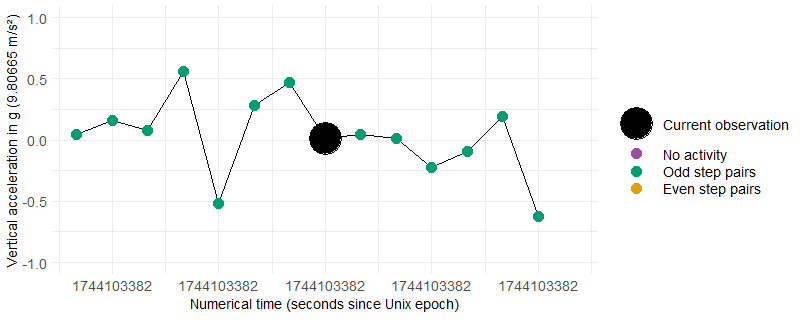 Vertical acceleration in g (9.80665 m/s²)
1.0
0.5
0.0
-0.5
-1.0
1744103382 1744103382 1744103382 1744103382 1744103382
Numerical time (seconds since Unix epoch)
Current observation
No activity
Odd step pairs
Even step pairs